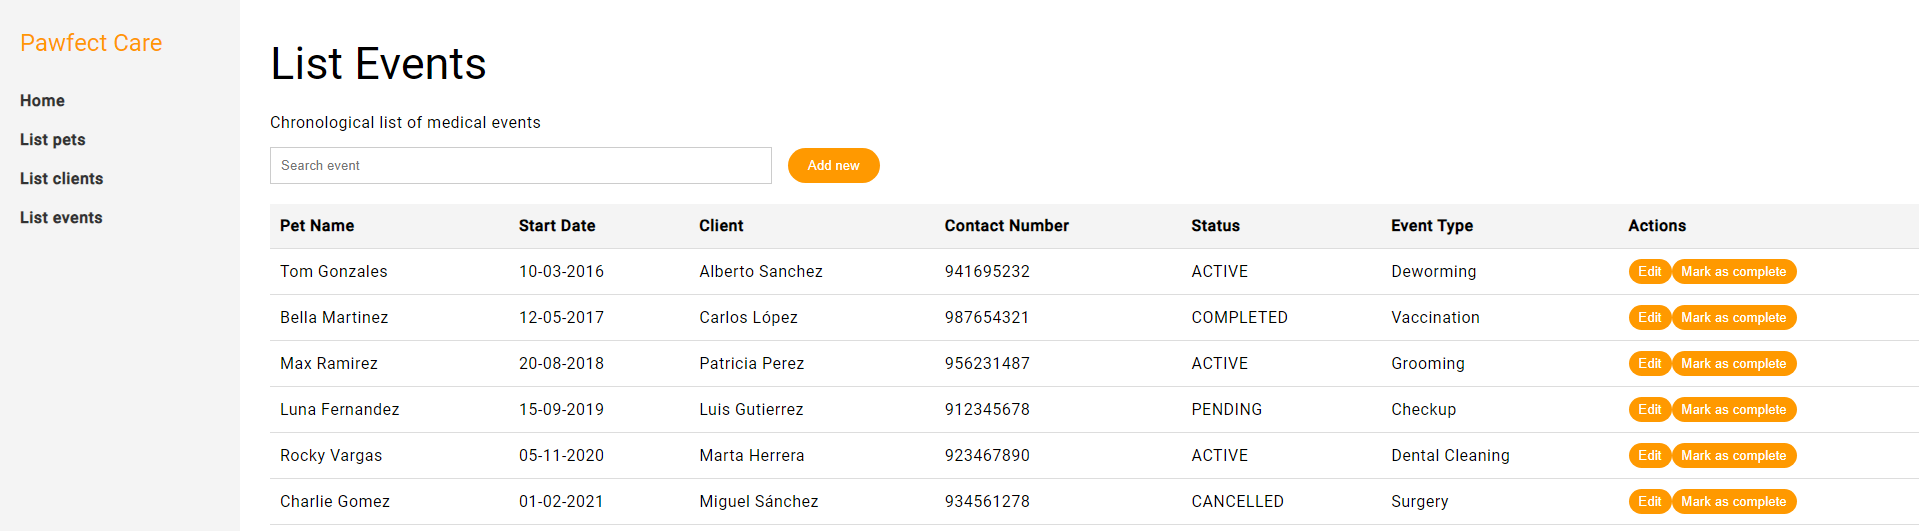 Pawfect Care
Home
List pets
List clients
List events
List Events
Chronological list of medical events
Search event
Add new
Pet Name Start Date Client Contact Number Status Event Type Actions
Tom Gonzales 10-03-2016 Alberto Sanchez 941695232 ACTIVE Deworming Edit Mark as complete
Bella Martinez 12-05-2017 Carlos López 987654321 COMPLETED Vaccination Edit Mark as complete
Max Ramirez 20-08-2018 Patricia Perez 956231487 ACTIVE Grooming Edit Mark as complete
Luna Fernandez 15-09-2019 Luis Gutierrez 912345678 PENDING Checkup Edit Mark as complete
Rocky Vargas 05-11-2020 Marta Herrera 923467890 ACTIVE Dental Cleaning Edit Mark as complete
Charlie Gomez 01-02-2021 Miguel Sánchez 934561278 CANCELLED Surgery Edit Mark as complete